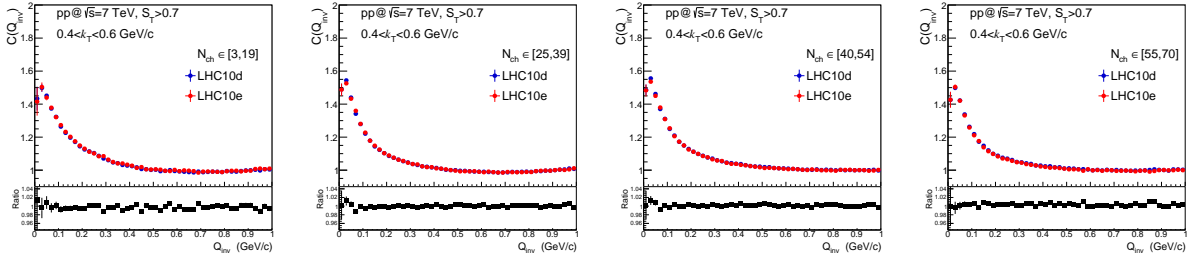 pp@√s=7 TeV, S_T>0.7
0.4<k_T<0.6 GeV/c
N_ch ∈ [3,19]
LHC10d
LHC10e
C(Q_inv)
2
1.8
1.6
1.4
1.2
1
Ratio
1.04
1.02
1
0.98
0.96
0 0.1 0.2 0.3 0.4 0.5 0.6 0.7 0.8 0.9 1
Q_inv (GeV/c)
pp@√s=7 TeV, S_T>0.7
0.4<k_T<0.6 GeV/c
N_ch ∈ [25,39]
LHC10d
LHC10e
C(Q_inv)
2
1.8
1.6
1.4
1.2
1
Ratio
1.04
1.02
1
0.98
0.96
0 0.1 0.2 0.3 0.4 0.5 0.6 0.7 0.8 0.9 1
Q_inv (GeV/c)
pp@√s=7 TeV, S_T>0.7
0.4<k_T<0.6 GeV/c
N_ch ∈ [40,54]
LHC10d
LHC10e
C(Q_inv)
2
1.8
1.6
1.4
1.2
1
Ratio
1.04
1.02
1
0.98
0.96
0 0.1 0.2 0.3 0.4 0.5 0.6 0.7 0.8 0.9 1
Q_inv (GeV/c)
pp@√s=7 TeV, S_T>0.7
0.4<k_T<0.6 GeV/c
N_ch ∈ [55,70]
LHC10d
LHC10e
C(Q_inv)
2
1.8
1.6
1.4
1.2
1
Ratio
1.04
1.02
1
0.98
0.96
0 0.1 0.2 0.3 0.4 0.5 0.6 0.7 0.8 0.9 1
Q_inv (GeV/c)